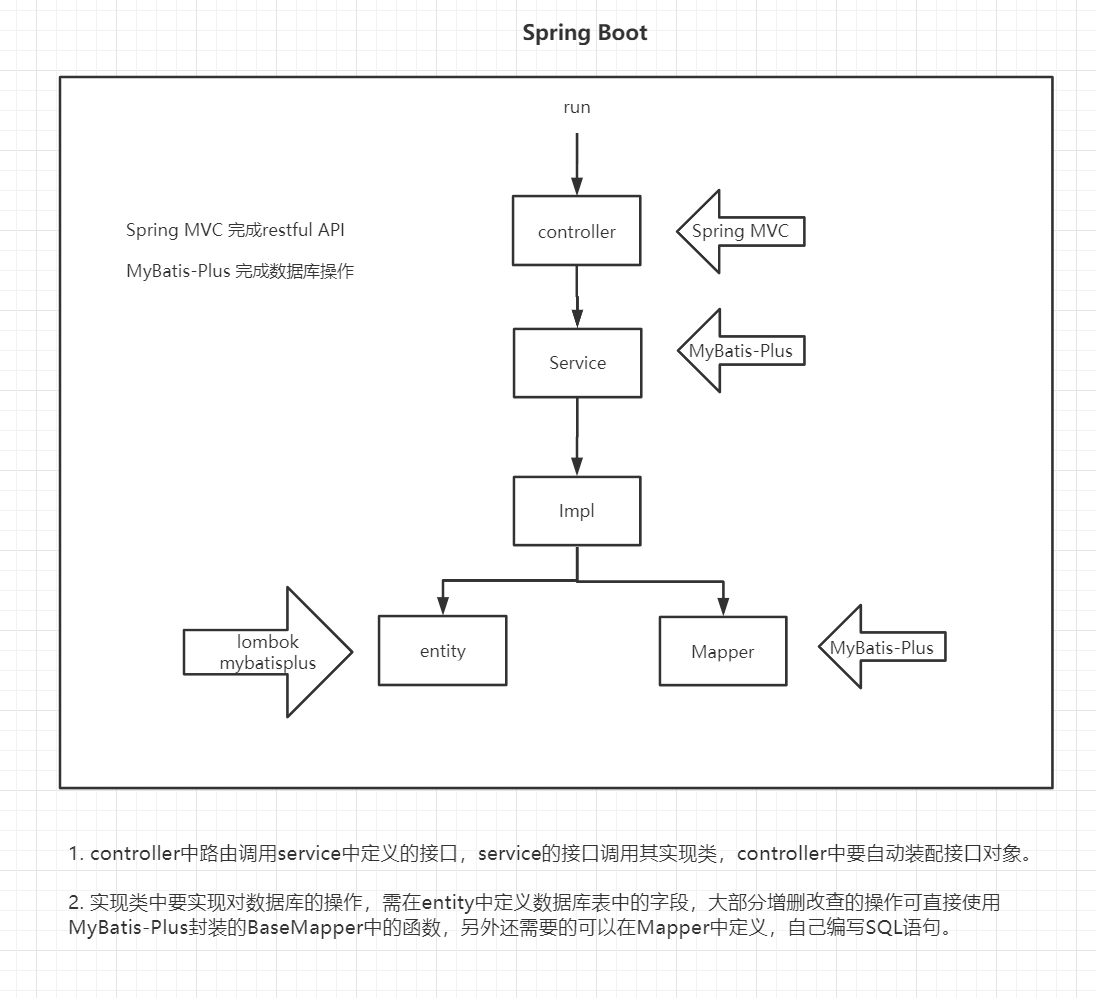 Spring Boot
run
controller
Spring MVC
Spring MVC 完成restful API
MyBatis-Plus 完成数据库操作
Service
MyBatis-Plus
Impl
lombok
mybatisplus
entity
Mapper
MyBatis-Plus
1. controller中路由调用service中定义的接口，service的接口调用其实现类，controller中要自动装配接口对象。
2. 实现类中要实现对数据库的操作，需在entity中定义数据库表中的字段，大部分增删改查的操作可直接使用
MyBatis-Plus封装的BaseMapper中的函数，另外还需要的可以在Mapper中定义，自己编写SQL语句。